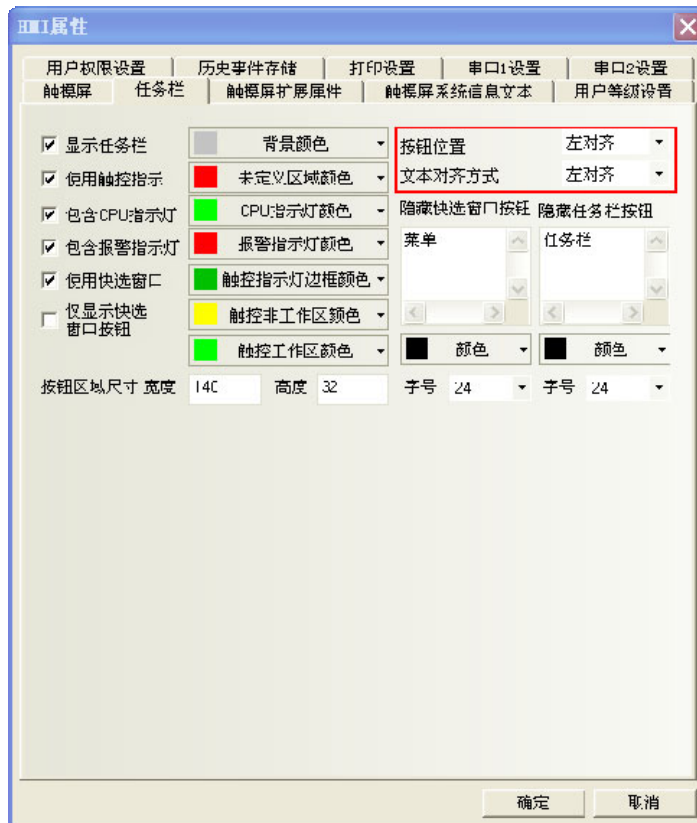 HMI属性
用户权限设置 历史事件存储 打印设置 串口1设置 串口2设置
触摸屏 任务栏 触摸屏扩展属件 触摸屏系统信息文本 用户等级设置
显示任务栏 背景颜色 按钮位置 左对齐
使用触控指示 未定义区域颜色 文本对齐方式 左对齐
包含CPU指示灯 CPU指示灯颜色 隐藏快选窗口按钮 隐藏任务栏按钮
包含报警指示灯 报警指示灯颜色 菜单 任务栏
使用快选窗口 触控指示灯边框颜色
仅显示快选 触控非工作区颜色
窗口按钮
触控工作区颜色 颜色 颜色
按钮区域尺寸 宽度 140 高度 32 字号 24 字号 24
确定 取消